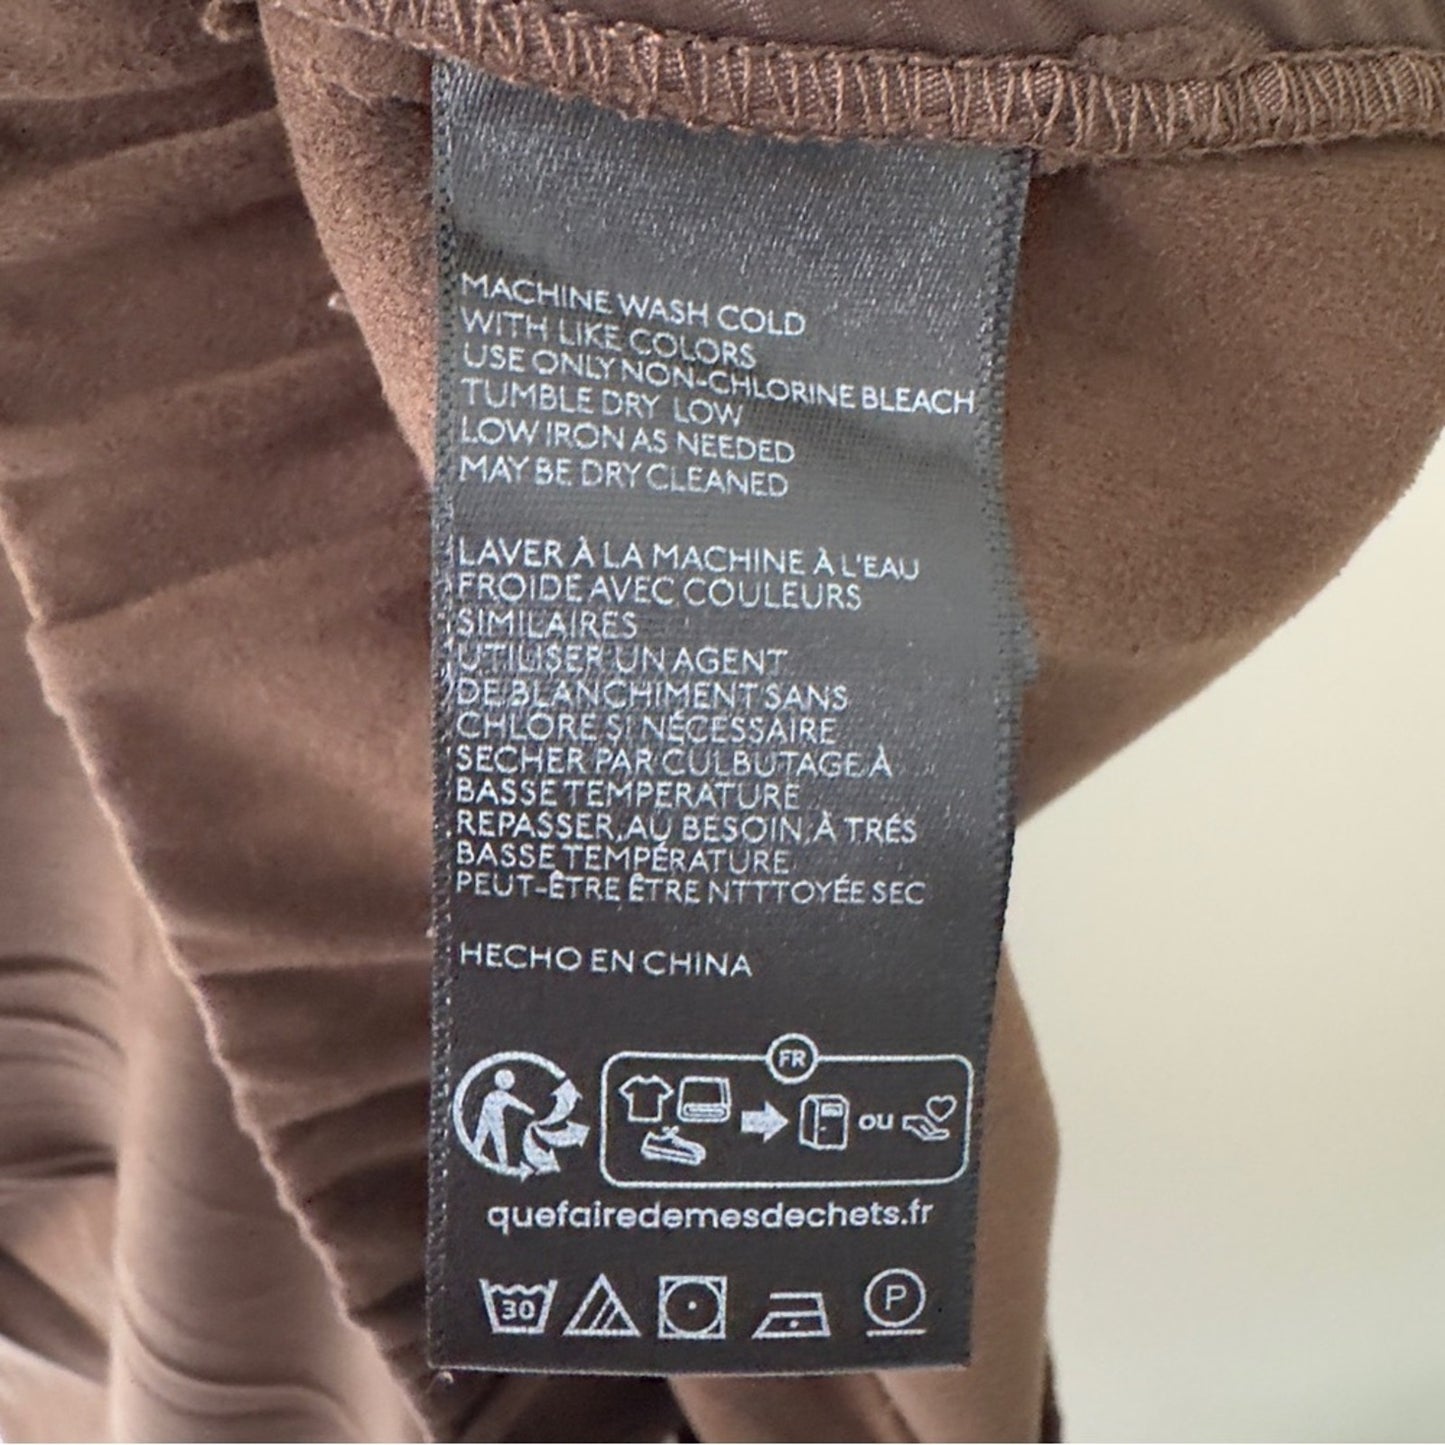 MACHINE WASH COLD
WITH LIKE COLORS
USE ONLY NON-CHLORINE BLEACH
TUMBLE DRY LOW
LOW IRON AS NEEDED
MAY BE DRY CLEANED
LAVER À LA MACHINE À L'EAU
FROIDE AVEC COULEURS
SIMILAIRES
UTILISER UN AGENT
DE BLANCHIMENT SANS
CHLORE SI NÉCESSAIRE
SECHER PAR CULBUTAGE À
BASSE TEMPERATURE
REPASSER, AU BESOIN, À TRÉS
BASSE TEMPÉRATURE
PEUT-ÊTRE ÊTRE NTTTOYÉE SEC
HECHO EN CHINA
FR
ou
quefairedemesdechets.fr
30
P